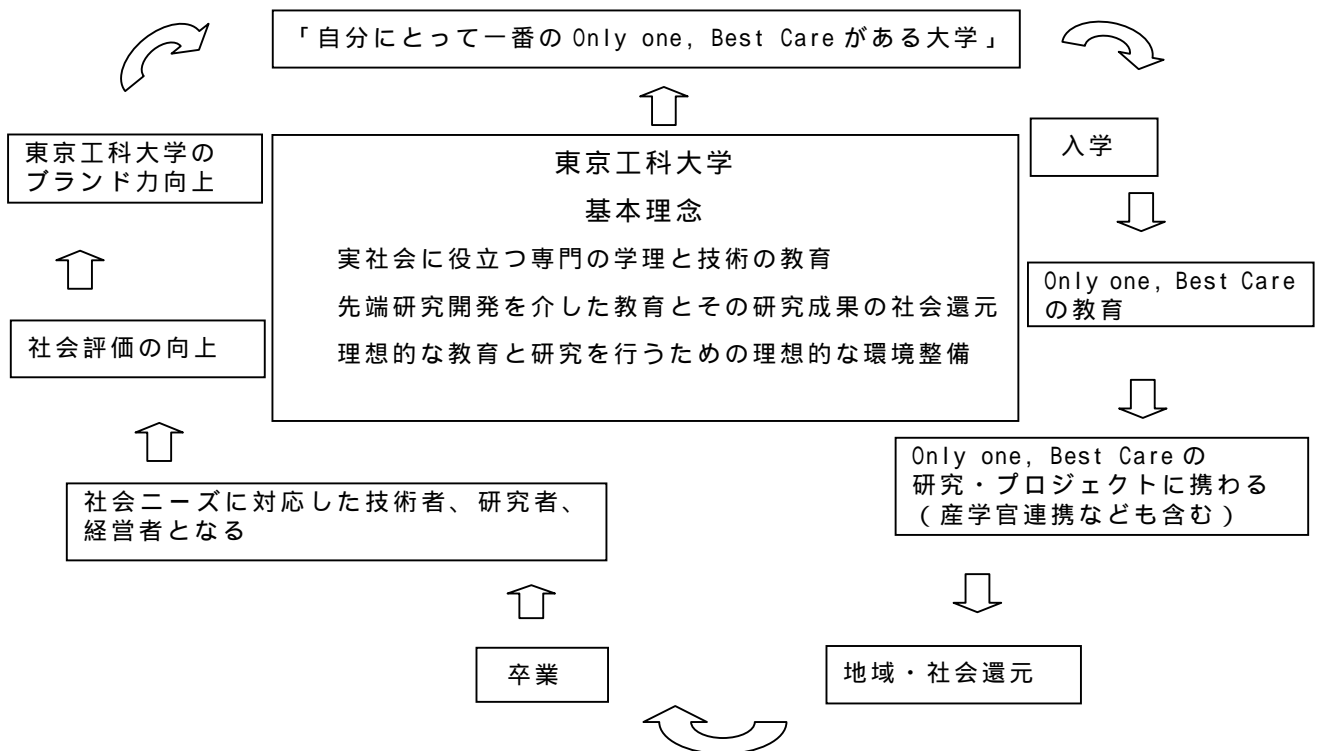 「自分にとって一番の Only one, Best Care がある大学」
東京工科大学
基本理念
実社会に役立つ専門の学理と技術の教育
先端研究開発を介した教育とその研究成果の社会還元
理想的な教育と研究を行うための理想的な環境整備
入学
Only one, Best Care
の教育
Only one, Best Care の
研究・プロジェクトに携わる
(産学官連携なども含む)
地域・社会還元
卒業
社会ニーズに対応した技術者、研究者、
経営者となる
社会評価の向上
東京工科大学の
ブランド力向上